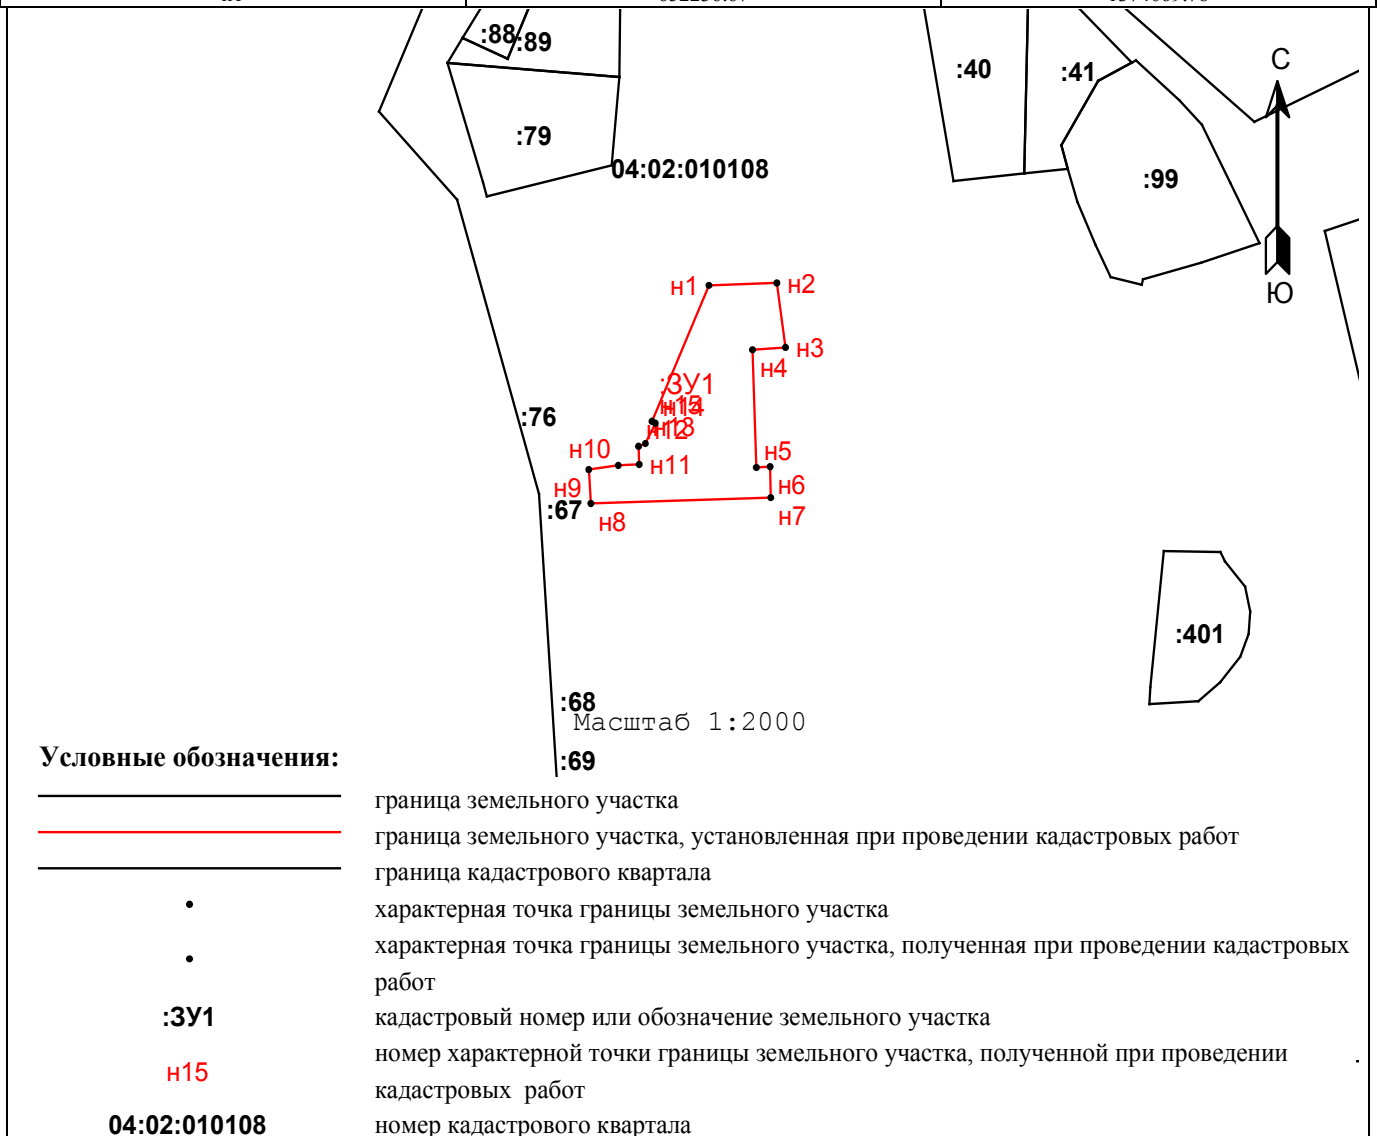 :88
:89
:40
:41
С
:79
04:02:010108
:99
Ю
н1
н2
н3
н4
:ЗУ1
н15
н14
н13
н12
:76
н10
н11
н5
н9
н6
:67
н8
н7
:401
:68
Масштаб 1:2000
:69
Условные обозначения:
граница земельного участка
граница земельного участка, установленная при проведении кадастровых работ
граница кадастрового квартала
характерная точка границы земельного участка
характерная точка границы земельного участка, полученная при проведении кадастровых
работ
:ЗУ1
кадастровый номер или обозначение земельного участка
н15
номер характерной точки границы земельного участка, полученной при проведении
кадастровых работ
04:02:010108
номер кадастрового квартала